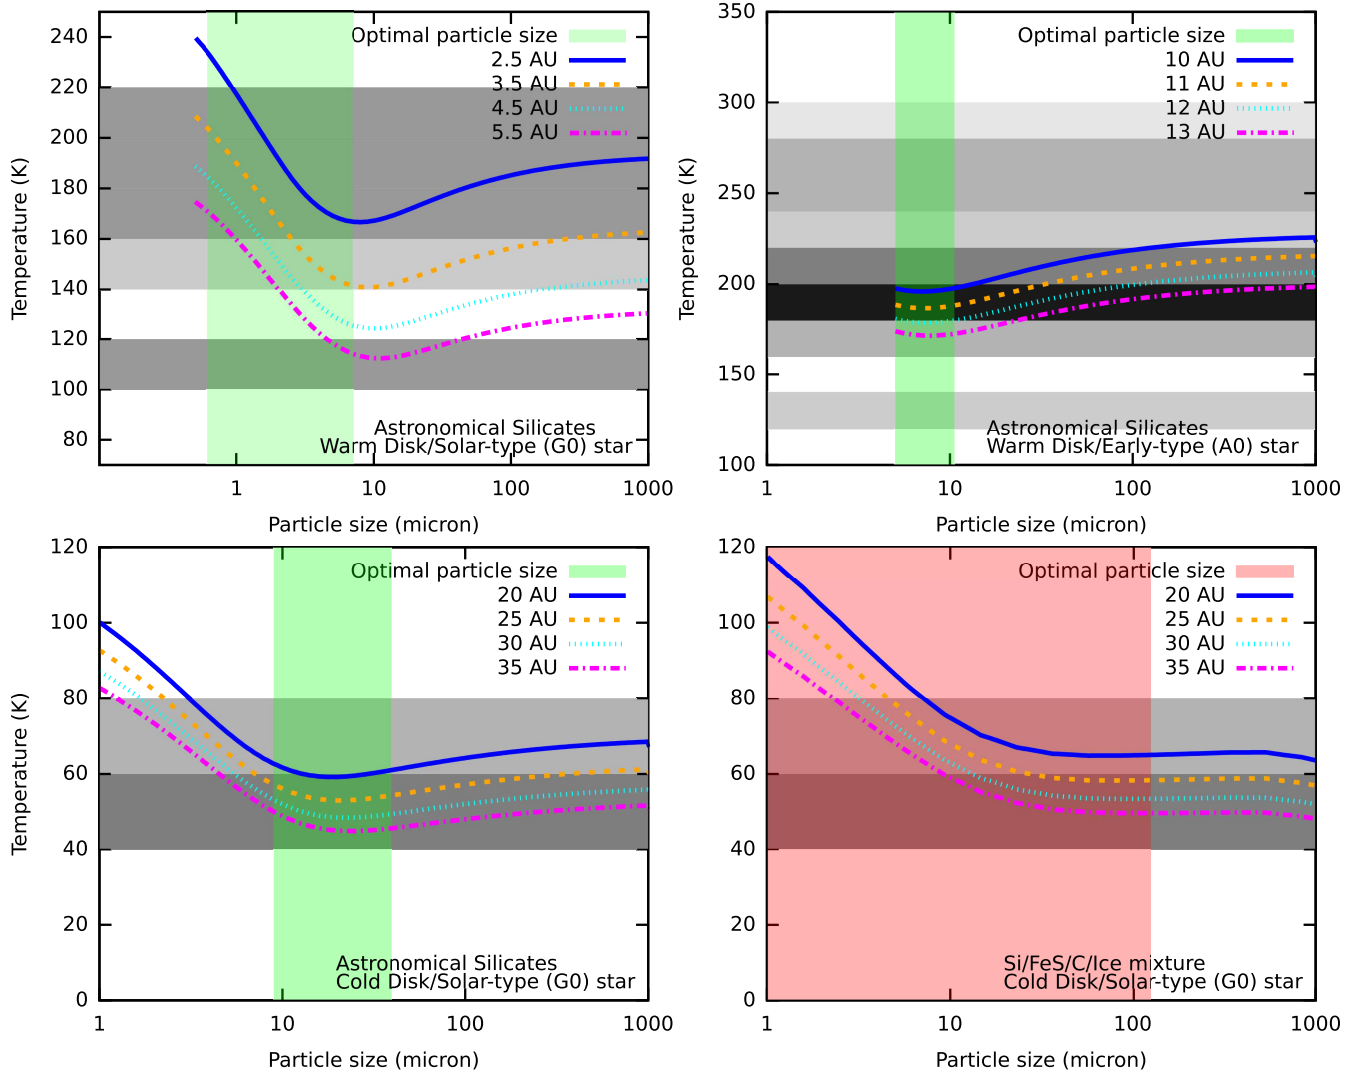 240
220
200
180
160
140
120
100
80
Temperature (K)
Optimal particle size
2.5 AU
3.5 AU
4.5 AU
5.5 AU
Astronomical Silicates
Warm Disk/Solar-type (G0) star
1
10
100
1000
Particle size (micron)
350
300
250
200
150
100
Temperature (K)
Optimal particle size
10 AU
11 AU
12 AU
13 AU
Astronomical Silicates
Warm Disk/Early-type (A0) star
1
10
100
1000
Particle size (micron)
120
100
80
60
40
20
0
Temperature (K)
Optimal particle size
20 AU
25 AU
30 AU
35 AU
Astronomical Silicates
Cold Disk/Solar-type (G0) star
1
10
100
1000
Particle size (micron)
120
100
80
60
40
20
0
Optimal particle size
20 AU
25 AU
30 AU
35 AU
Si/FeS/C/Ice mixture
Cold Disk/Solar-type (G0) star
1
10
100
1000
Particle size (micron)